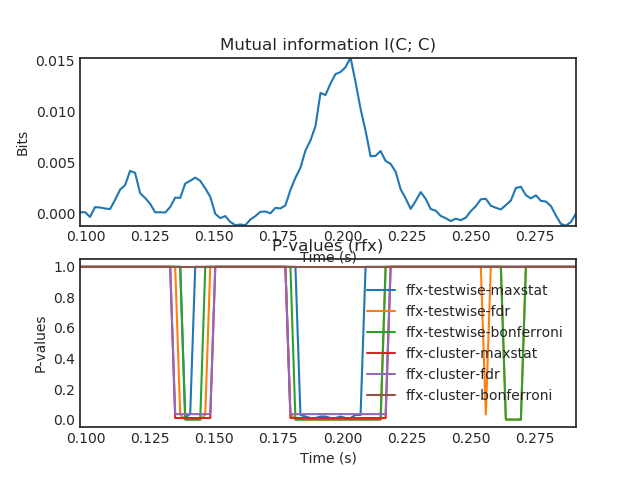 Mutual information I(C; C)
0.015
0.010
0.005
0.000
Bits
0.100 0.125 0.150 0.175 0.200 0.225 0.250 0.275
Time (s)
P-values (rfx)
1.0
0.8
0.6
0.4
0.2
0.0
P-values
ffx-testwise-maxstat
ffx-testwise-fdr
ffx-testwise-bonferroni
ffx-cluster-maxstat
ffx-cluster-fdr
ffx-cluster-bonferroni
0.100 0.125 0.150 0.175 0.200 0.225 0.250 0.275
Time (s)